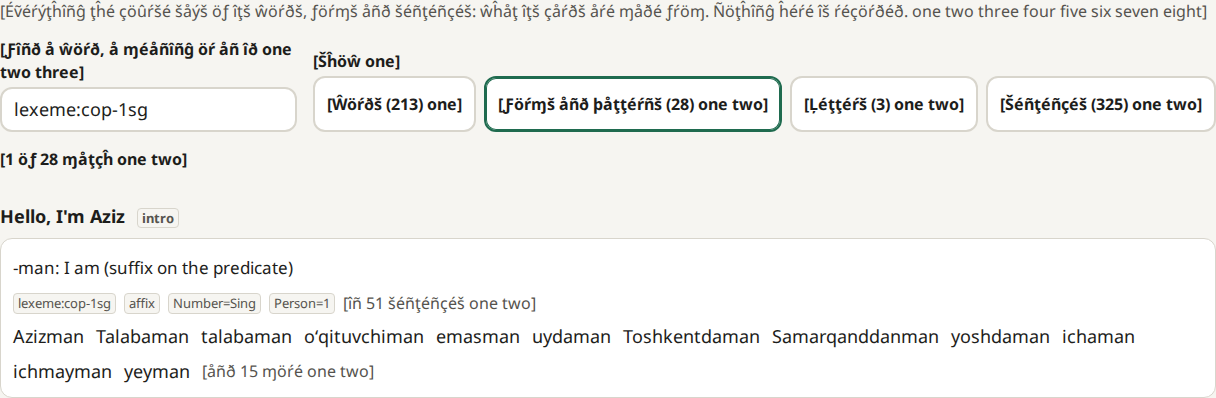 [Éṽéŕýţĥîñĝ ţĥé çöûŕšé šåýš öƒ îţš ŵöŕðš, ƒöŕɱš åñð šéñţéñçéš: ŵĥåţ îţš çåŕðš åŕé ɱåðé ƒŕöɱ. Ñöţĥîñĝ ĥéŕé îš ŕéçöŕðéð. one two three four five six seven eight]
[Ƒîñð å ŵöŕð, å ɱéåñîñĝ öŕ åñ îð one two three]
lexeme:cop-1sg
[Šĥöŵ one]
[Ŵöŕðš (213) one]
[Ƒöŕɱš åñð þåţţéŕñš (28) one two]
[Ļéţţéŕš (3) one two]
[Šéñţéñçéš (325) one two]
[1 öƒ 28 ɱåţçĥ one two]
Hello, I'm Aziz intro
-man: I am (suffix on the predicate)
lexeme:cop-1sg affix Number=Sing Person=1 [îñ 51 šéñţéñçéš one two]
Azizman Talabaman talabaman oʻqituvchiman emasman uydaman Toshkentdaman Samarqanddanman yoshdaman ichaman
ichmayman yeyman [åñð 15 ɱöŕé one two]